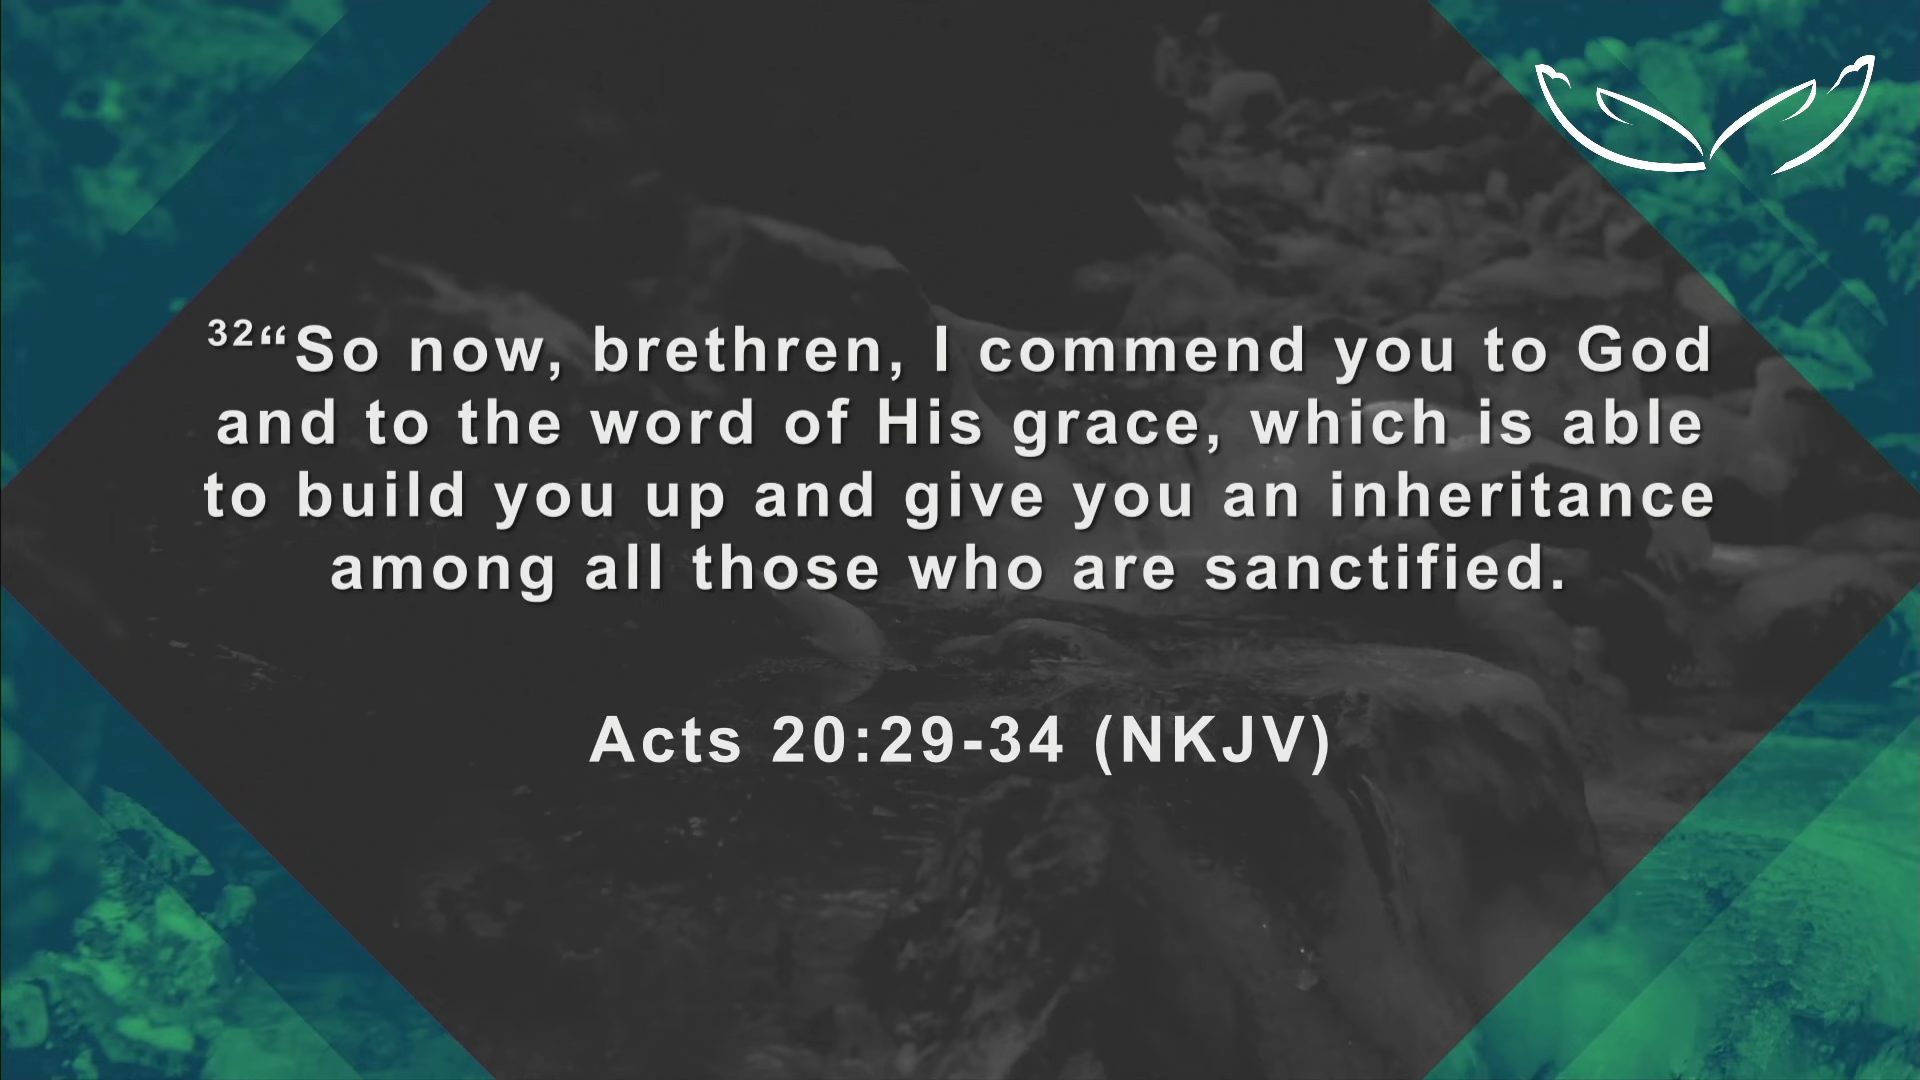 ³²“So now, brethren, I commend you to God
and to the word of His grace, which is able
to build you up and give you an inheritance
among all those who are sanctified.
Acts 20:29-34 (NKJV)